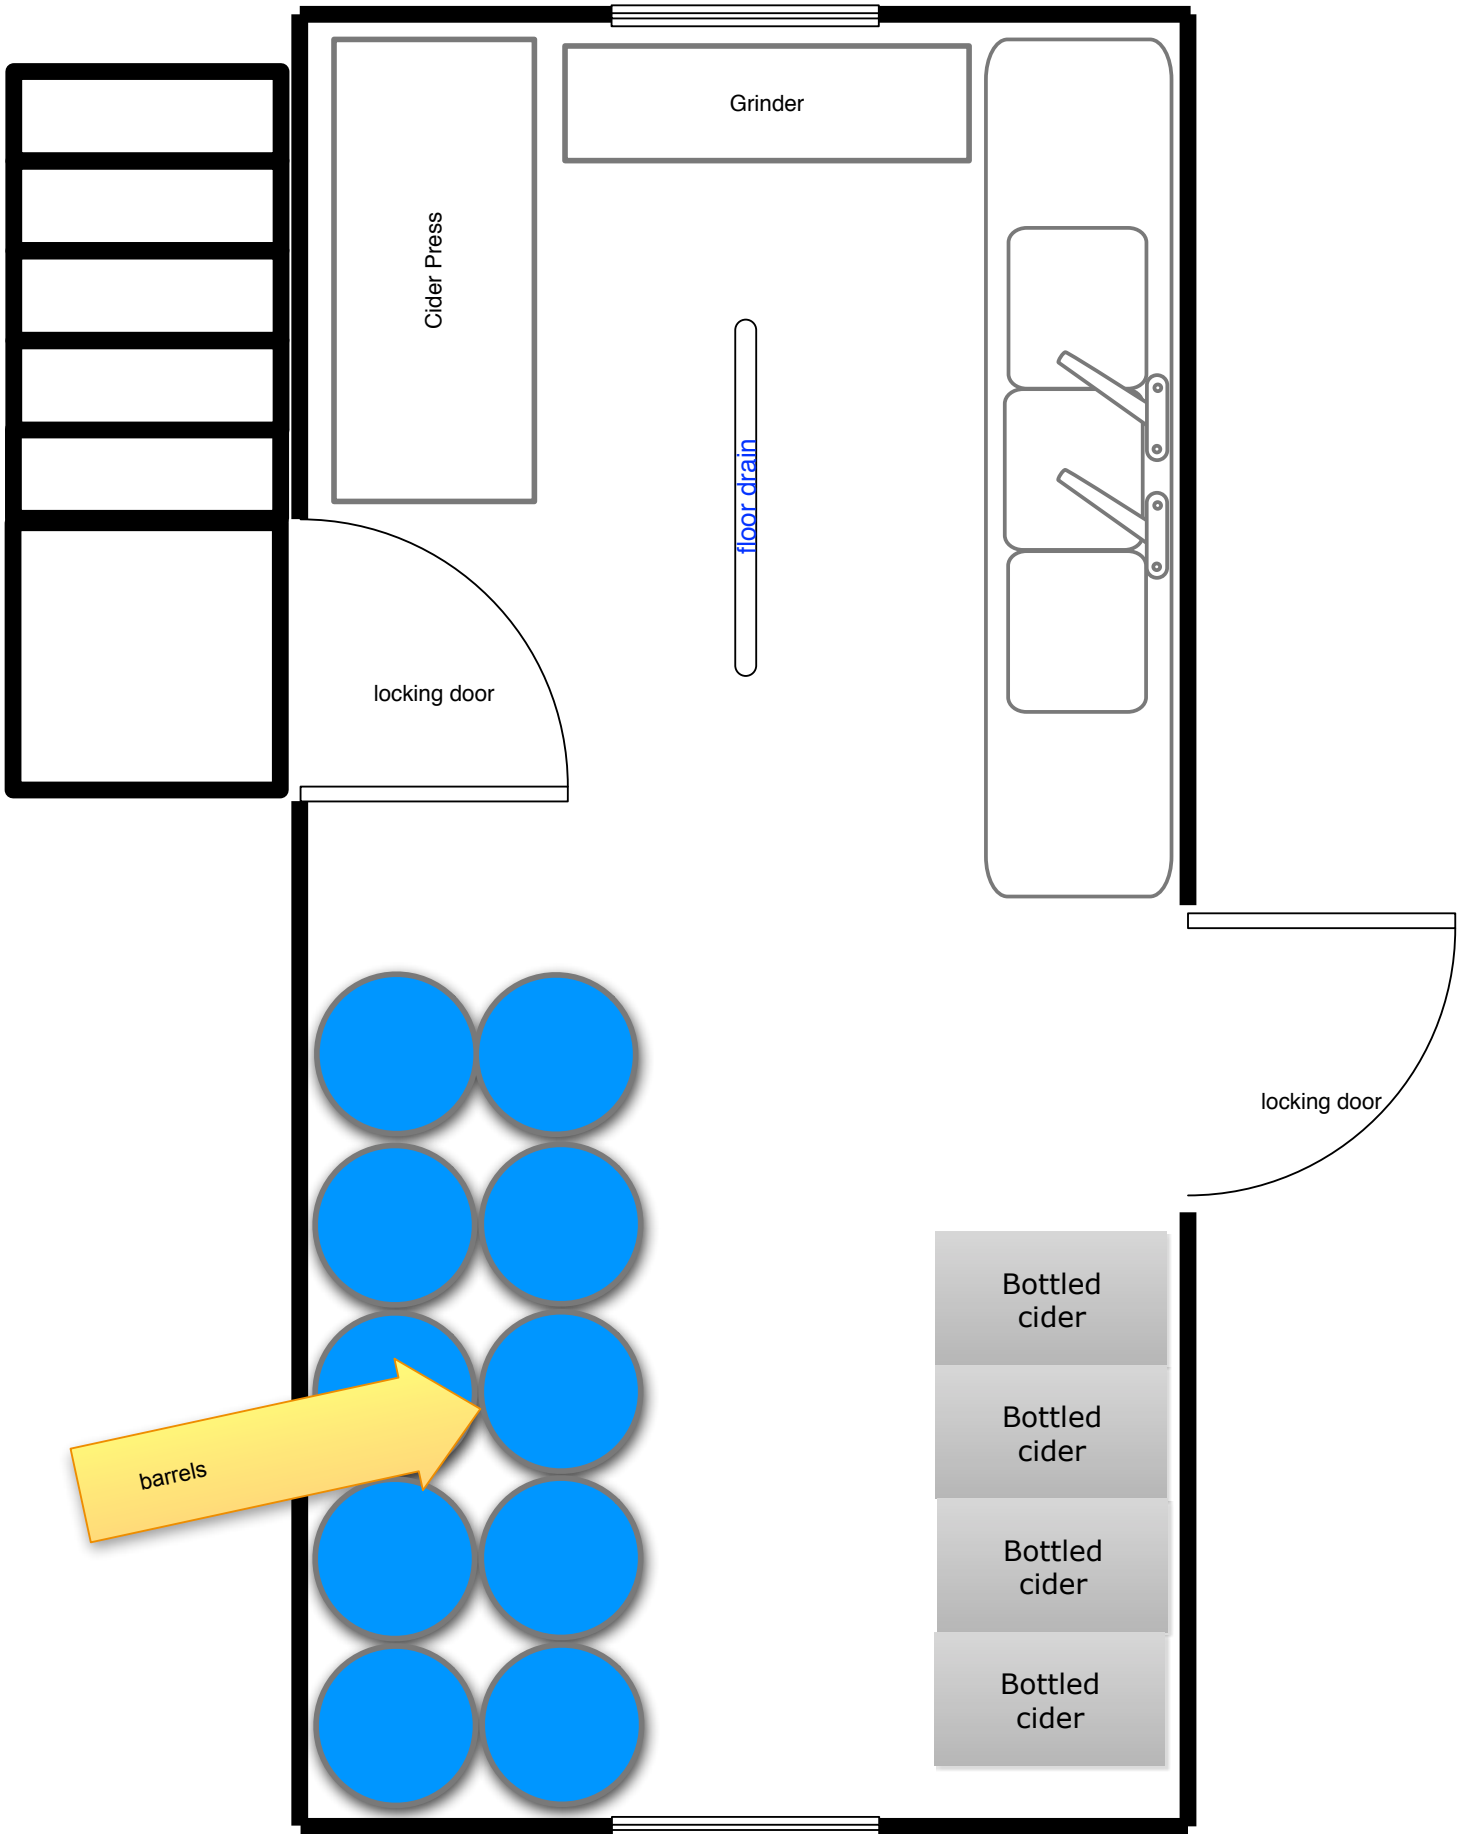 Grinder
Cider Press
floor drain
locking door
locking door
Bottled
cider
Bottled
cider
barrels
Bottled
cider
Bottled
cider